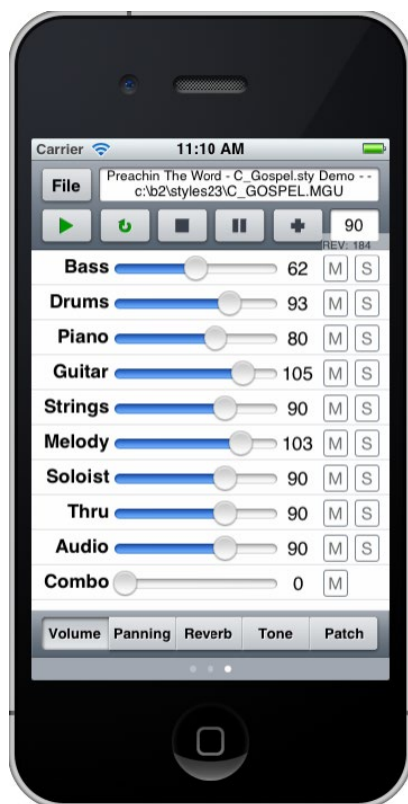 Carrier 11:10 AM
File Preachin The Word - C_Gospel.sty Demo - -
c:\b2\styles23\C_GOSPEL.MGU
90
REV: 184
Bass 62 M S
Drums 93 M S
Piano 80 M S
Guitar 105 M S
Strings 90 M S
Melody 103 M S
Soloist 90 M S
Thru 90 M S
Audio 90 M S
Combo 0 M
Volume Panning Reverb Tone Patch